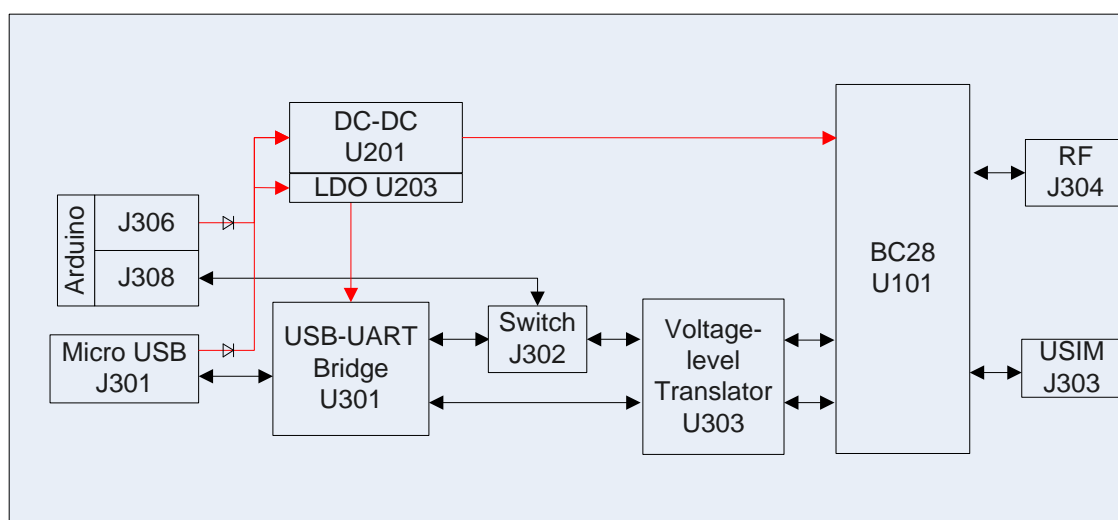 DC-DC
U201
LDO U203
Arduino
J306
J308
Micro USB
J301
USB-UART
Bridge
U301
Switch
J302
Voltage-
level
Translator
U303
BC28
U101
RF
J304
USIM
J303